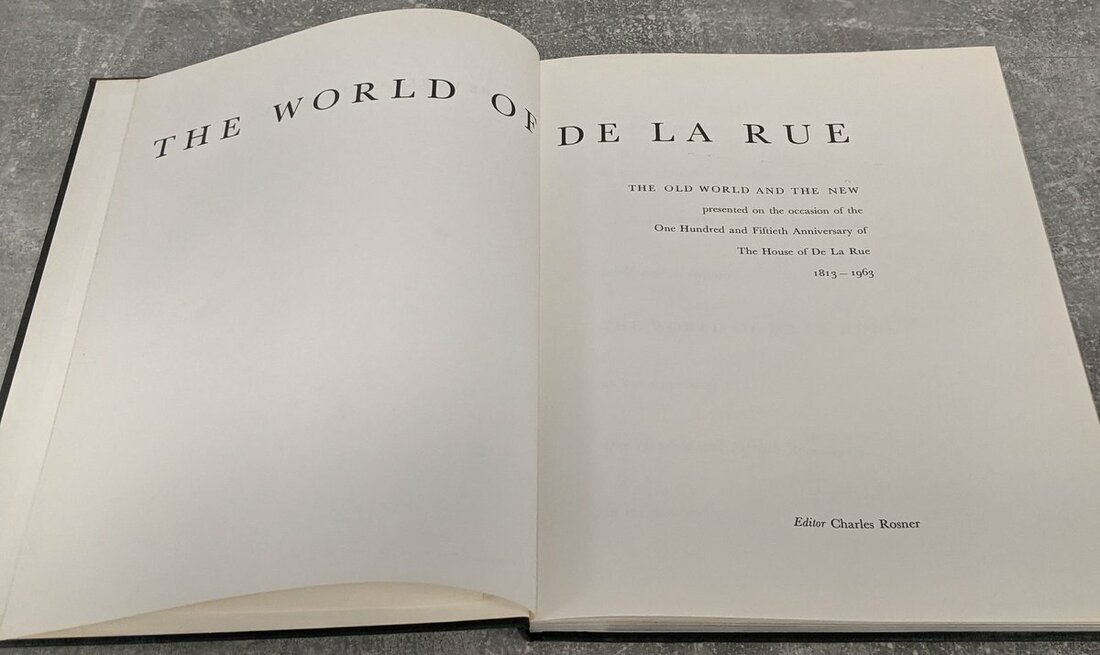 THE WORLD OF DE LA RUE
THE OLD WORLD AND THE NEW
presented on the occasion of the
One Hundred and Fiftieth Anniversary of
The House of De La Rue
1813 – 1963
Editor Charles Rosner